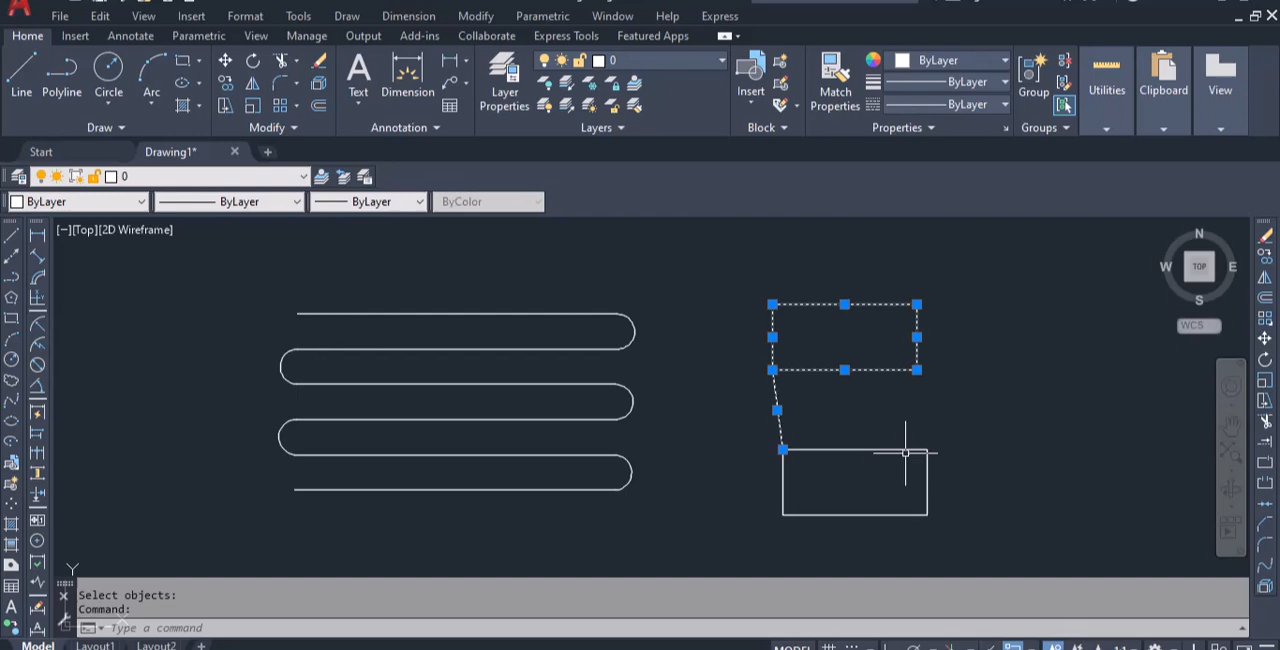 File Edit View Insert Format Tools Draw Dimension Modify Parametric Window Help Express
Home Insert Annotate Parametric View Manage Output Add-ins Collaborate Express Tools Featured Apps
0
ByLayer
ByLayer
ByLayer
Line Polyline Circle Arc Text Dimension Layer Properties Insert Match Properties Group Utilities Clipboard View
Draw Modify Annotation Layers Block Properties Groups
Start Drawing1*
0
ByLayer ByLayer ByLayer ByColor
[−][Top][2D Wireframe]
N
W TOP E
S
WCS
Y
Select objects:
Command:
Type a command
Model Layout1 Layout2
MODEL 1:1